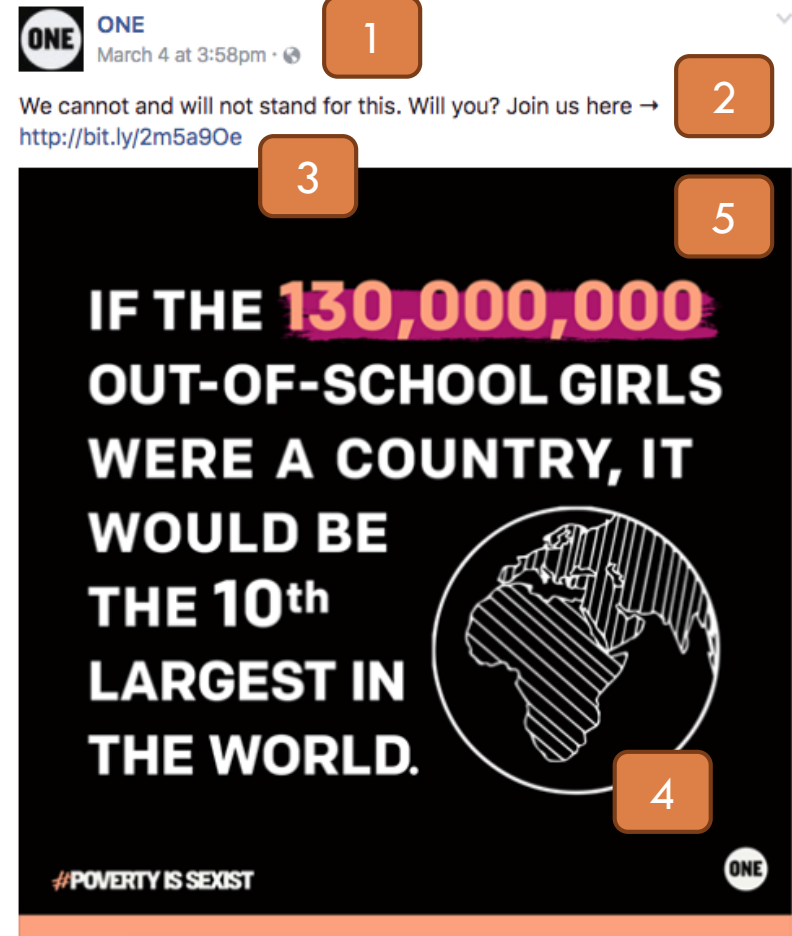 ONE
ONE
1
March 4 at 3:58pm ·
We cannot and will not stand for this. Will you? Join us here →
2
http://bit.ly/2m5a9Oe
3
5
IF THE 130,000,000
OUT-OF-SCHOOL GIRLS
WERE A COUNTRY, IT
WOULD BE
THE 10th
LARGEST IN
THE WORLD.
4
#POVERTY IS SEXIST
ONE